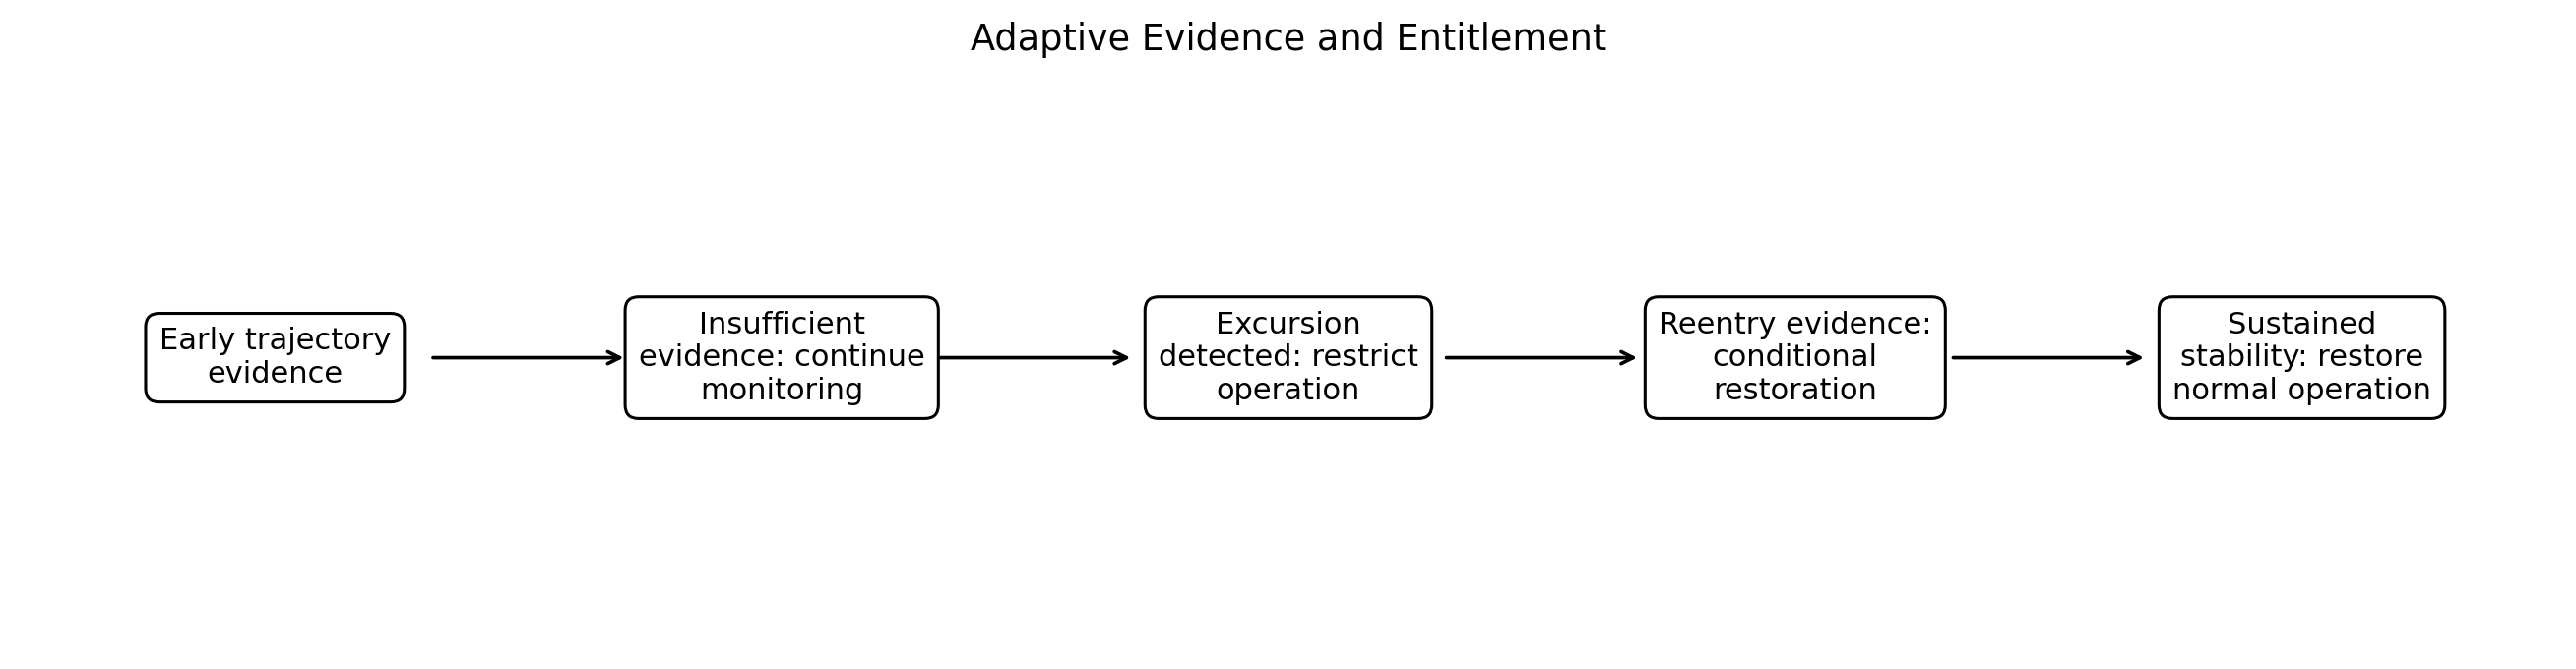 Adaptive Evidence and Entitlement
Early trajectory
evidence
Insufficient
evidence: continue
monitoring
Excursion
detected: restrict
operation
Reentry evidence:
conditional
restoration
Sustained
stability: restore
normal operation